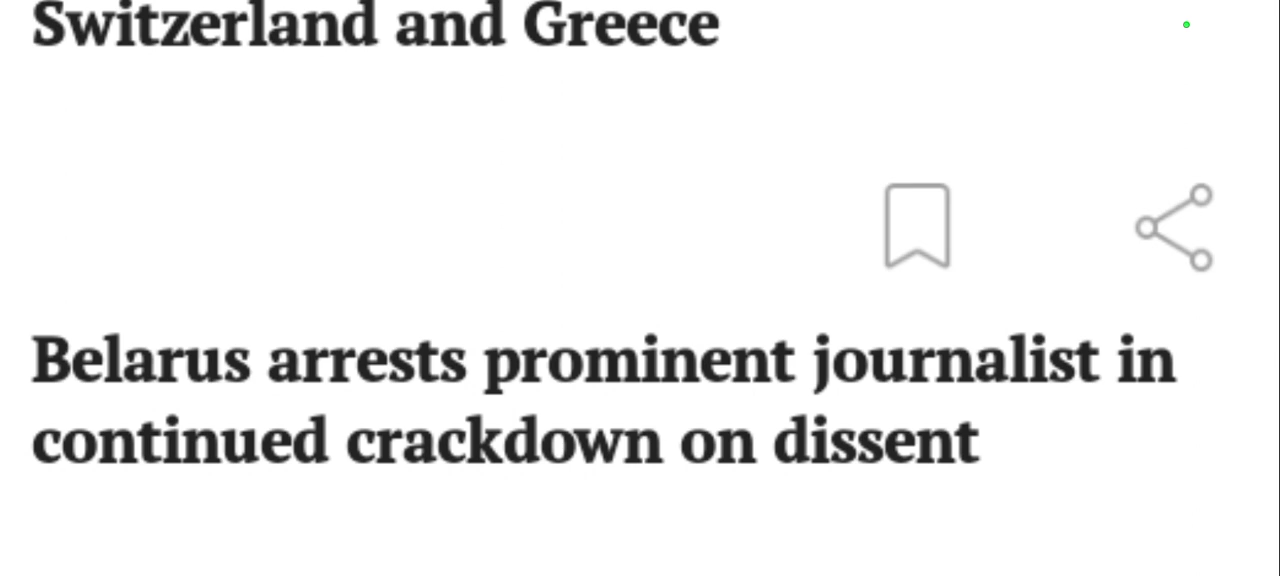 Switzerland and Greece
Belarus arrests prominent journalist in
continued crackdown on dissent